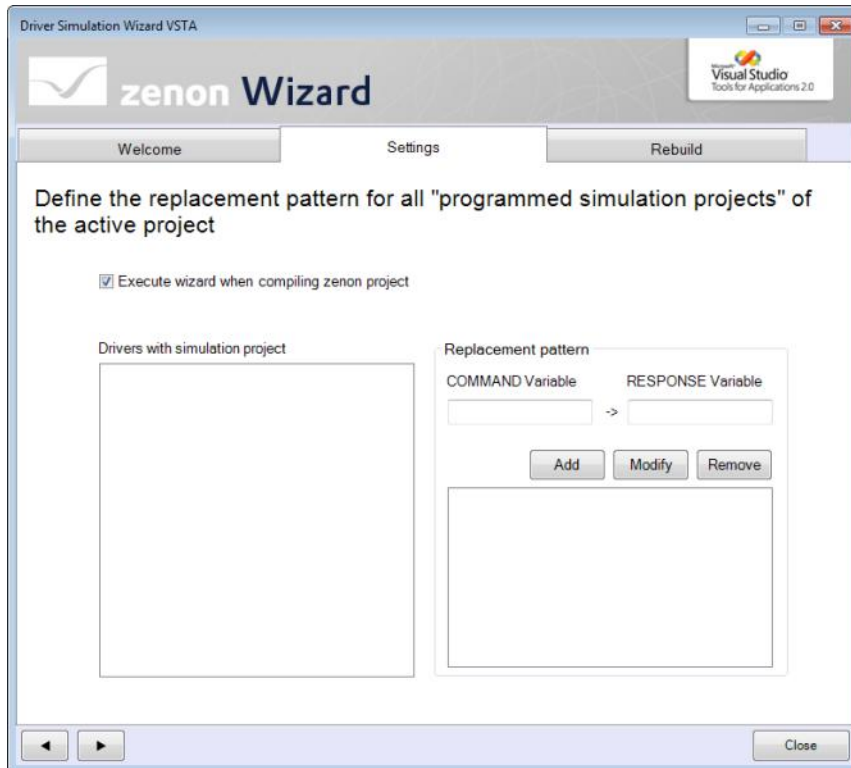 Driver Simulation Wizard VSTA
zenon Wizard
Microsoft
Visual Studio
Tools for Applications 2.0
Welcome
Settings
Rebuild
Define the replacement pattern for all "programmed simulation projects" of
the active project
Execute wizard when compiling zenon project
Drivers with simulation project
Replacement pattern
COMMAND Variable
RESPONSE Variable
->
Add
Modify
Remove
Close